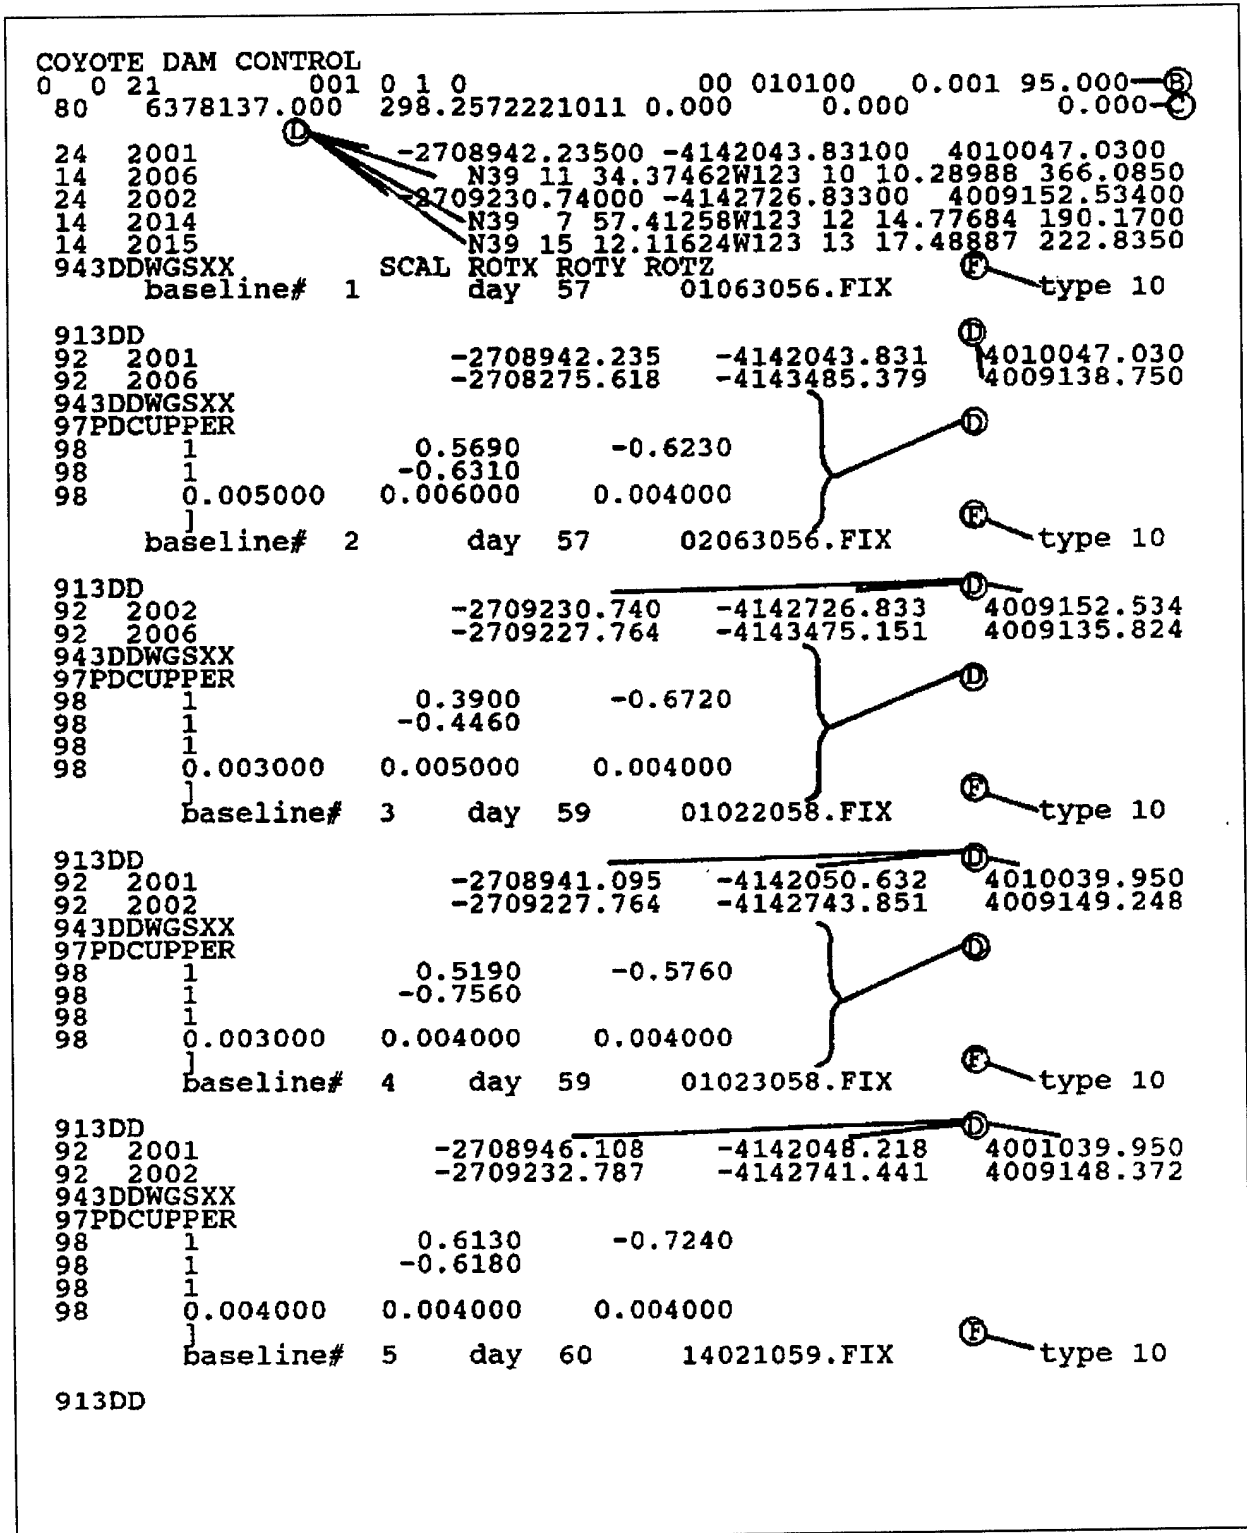 COYOTE DAM CONTROL
0 0 21 001 0 1 0 00 010100 0.001 95.000 B
80 6378137.000 298.2572221011 0.000 0.000 0.000 C
D
24 2001 -2708942.23500 -4142043.83100 4010047.0300
14 2006 N39 11 34.37462W123 10 10.28988 366.0850
24 2002 -2709230.74000 -4142726.83300 4009152.53400
14 2014 N39 7 57.41258W123 12 14.77684 190.1700
14 2015 N39 15 12.11624W123 13 17.48887 222.8350
943DDWGSXX SCAL ROTX ROTY ROTZ F
baseline# 1 day 57 01063056.FIX type 10
913DD D
92 2001 -2708942.235 -4142043.831 4010047.030
92 2006 -2708275.618 -4143485.379 4009138.750
943DDWGSXX
97PDCUPPER D
98 1 0.5690 -0.6230
98 1 -0.6310
98 0.005000 0.006000 0.004000
] F
baseline# 2 day 57 02063056.FIX type 10
913DD D
92 2002 -2709230.740 -4142726.833 4009152.534
92 2006 -2709227.764 -4143475.151 4009135.824
943DDWGSXX
97PDCUPPER D
98 1 0.3900 -0.6720
98 1 -0.4460
98 1
98 0.003000 0.005000 0.004000
] F
baseline# 3 day 59 01022058.FIX type 10
913DD D
92 2001 -2708941.095 -4142050.632 4010039.950
92 2002 -2709227.764 -4142743.851 4009149.248
943DDWGSXX
97PDCUPPER D
98 1 0.5190 -0.5760
98 1 -0.7560
98 1
98 0.003000 0.004000 0.004000
] F
baseline# 4 day 59 01023058.FIX type 10
913DD D
92 2001 -2708946.108 -4142048.218 4001039.950
92 2002 -2709232.787 -4142741.441 4009148.372
943DDWGSXX
97PDCUPPER
98 1 0.6130 -0.7240
98 1 -0.6180
98 1
98 0.004000 0.004000 0.004000
] F
baseline# 5 day 60 14021059.FIX type 10
913DD